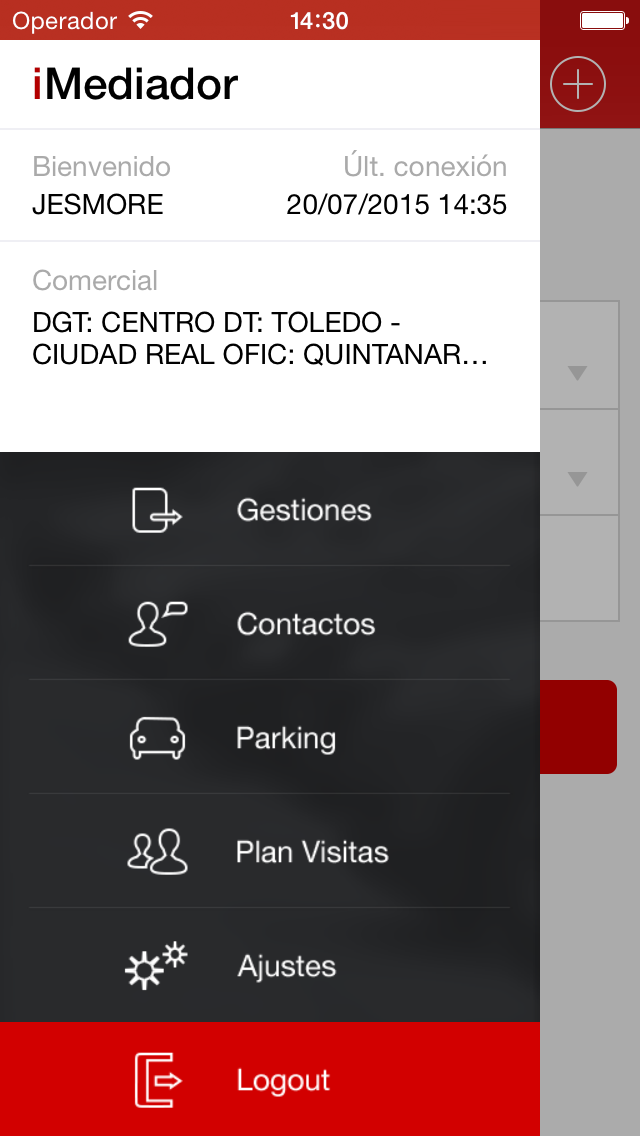 Operador 14:30
iMediador
Bienvenido Últ. conexión
JESMORE 20/07/2015 14:35
Comercial
DGT: CENTRO DT: TOLEDO -
CIUDAD REAL OFIC: QUINTANAR…
Gestiones
Contactos
Parking
Plan Visitas
Ajustes
Logout